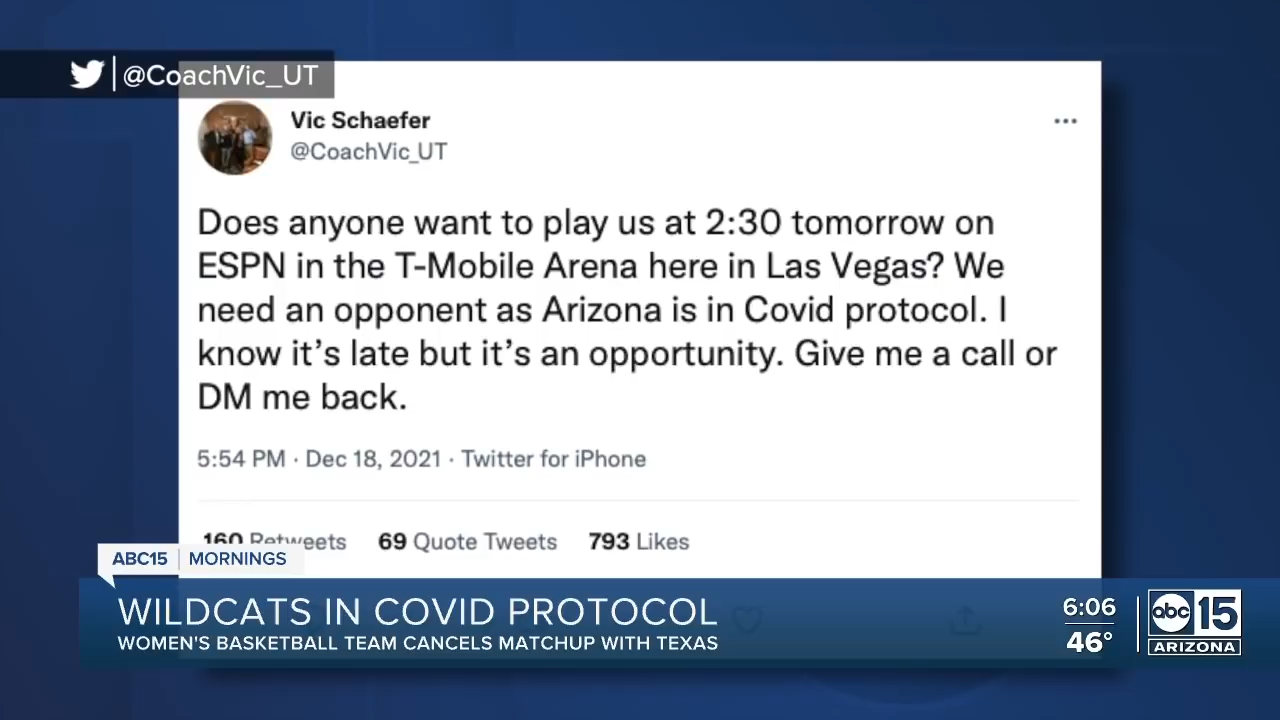 @CoachVic_UT
Vic Schaefer
@CoachVic_UT
Does anyone want to play us at 2:30 tomorrow on
ESPN in the T-Mobile Arena here in Las Vegas? We
need an opponent as Arizona is in Covid protocol. I
know it’s late but it’s an opportunity. Give me a call or
DM me back.
5:54 PM · Dec 18, 2021 · Twitter for iPhone
160 Retweets 69 Quote Tweets 793 Likes
ABC15 | MORNINGS
WILDCATS IN COVID PROTOCOL
WOMEN'S BASKETBALL TEAM CANCELS MATCHUP WITH TEXAS
6:06
46°
abc 15
ARIZONA